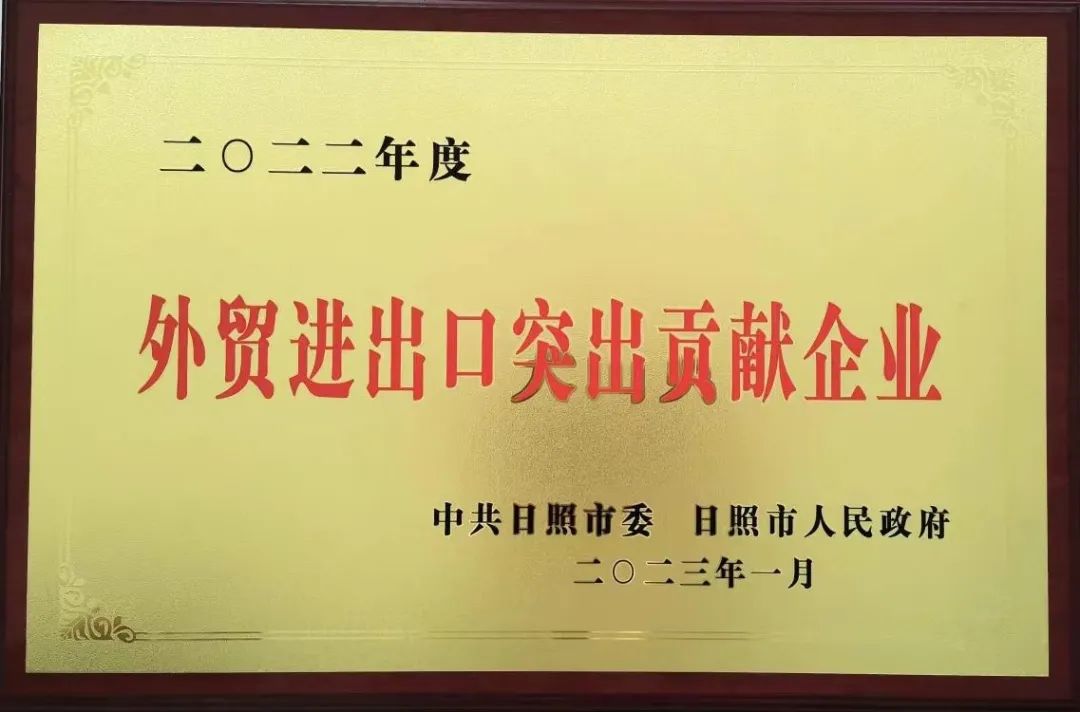 二〇二二年度
外贸进出口突出贡献企业
中共日照市委 日照市人民政府
二〇二三年一月